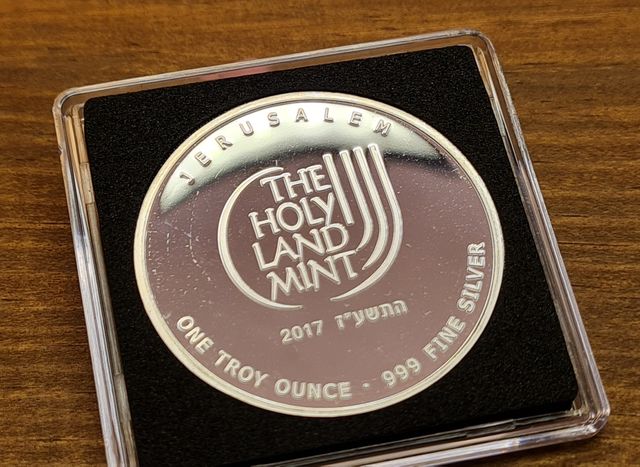 JERUSALEM
THE
HOLY
LAND
MINT
2017 התשע"ז
ONE TROY OUNCE · 999 FINE SILVER